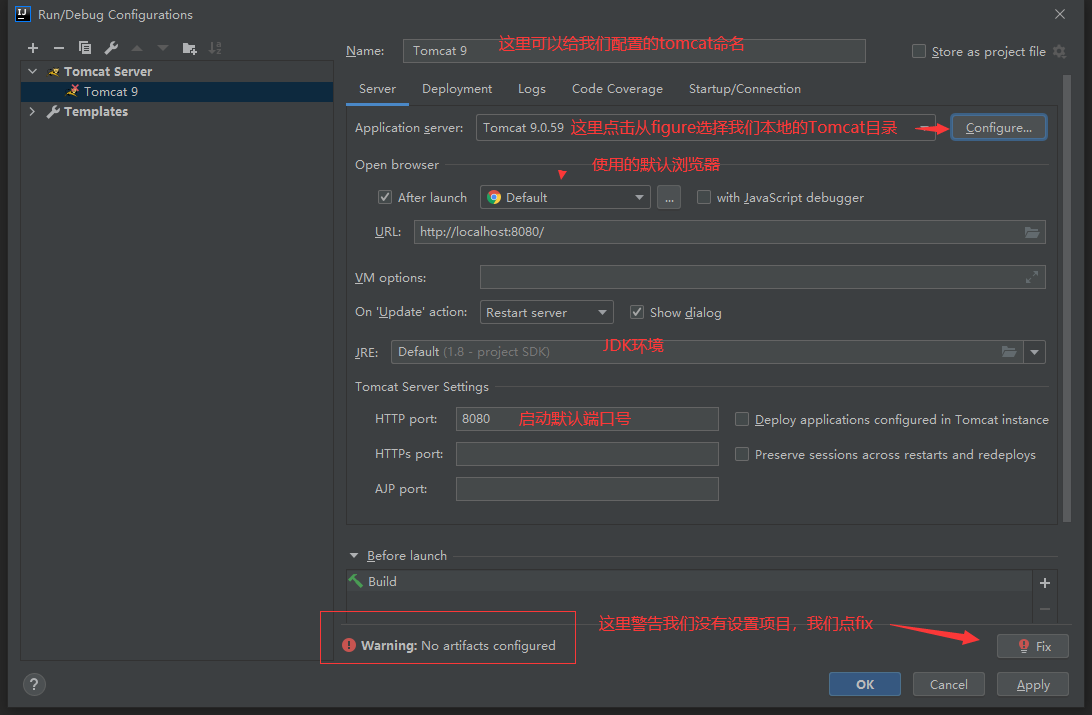 Run/Debug Configurations
Name: Tomcat 9 这里可以给我们配置的tomcat命名 Store as project file
Tomcat Server
Tomcat 9
Templates
Server Deployment Logs Code Coverage Startup/Connection
Application server: Tomcat 9.0.59 这里点击从figure选择我们本地的Tomcat目录 Configure...
Open browser 使用的默认浏览器
After launch Default ... with JavaScript debugger
URL: http://localhost:8080/
VM options:
On 'Update' action: Restart server Show dialog
JRE: Default (1.8 - project SDK) JDK环境
Tomcat Server Settings
HTTP port: 8080 启动默认端口号 Deploy applications configured in Tomcat instance
HTTPs port: Preserve sessions across restarts and redeploys
AJP port:
Before launch
Build
这里警告我们没有设置项目，我们点fix
Warning: No artifacts configured Fix
? OK Cancel Apply